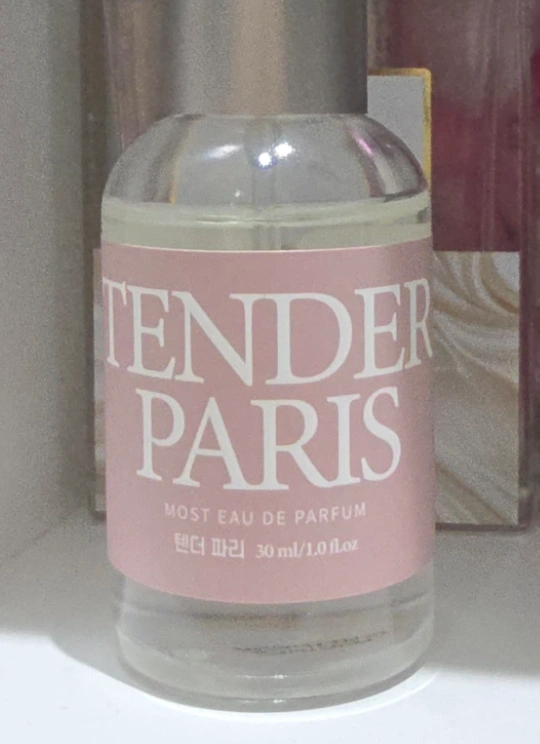 TENDER
PARIS
MOST EAU DE PARFUM
텐더 파리 30 ml/1.0 fl.oz